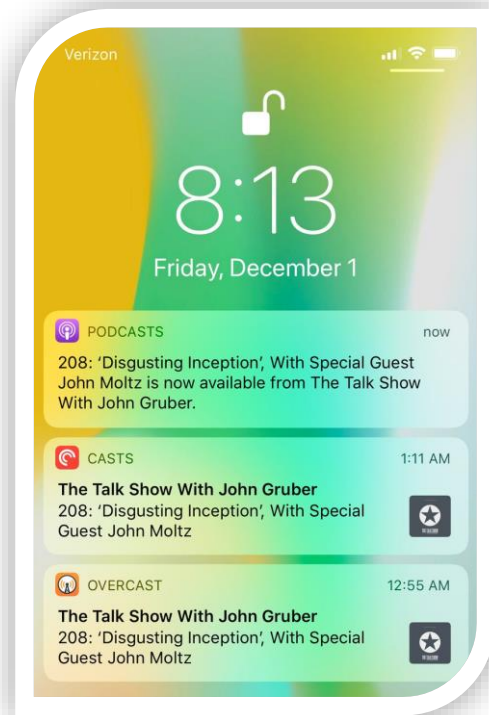 Verizon
8:13
Friday, December 1
PODCASTS now
208: ‘Disgusting Inception’, With Special Guest
John Moltz is now available from The Talk Show
With John Gruber.
CASTS 1:11 AM
The Talk Show With John Gruber
208: ‘Disgusting Inception’, With Special
Guest John Moltz
OVERCAST 12:55 AM
The Talk Show With John Gruber
208: ‘Disgusting Inception’, With Special
Guest John Moltz